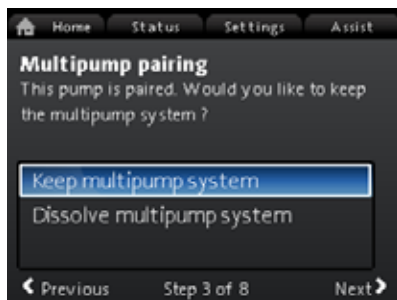 Home Status Settings Assist
Multipump pairing
This pump is paired. Would you like to keep
the multipump system ?
Keep multipump system
Dissolve multipump system
Previous Step 3 of 8 Next